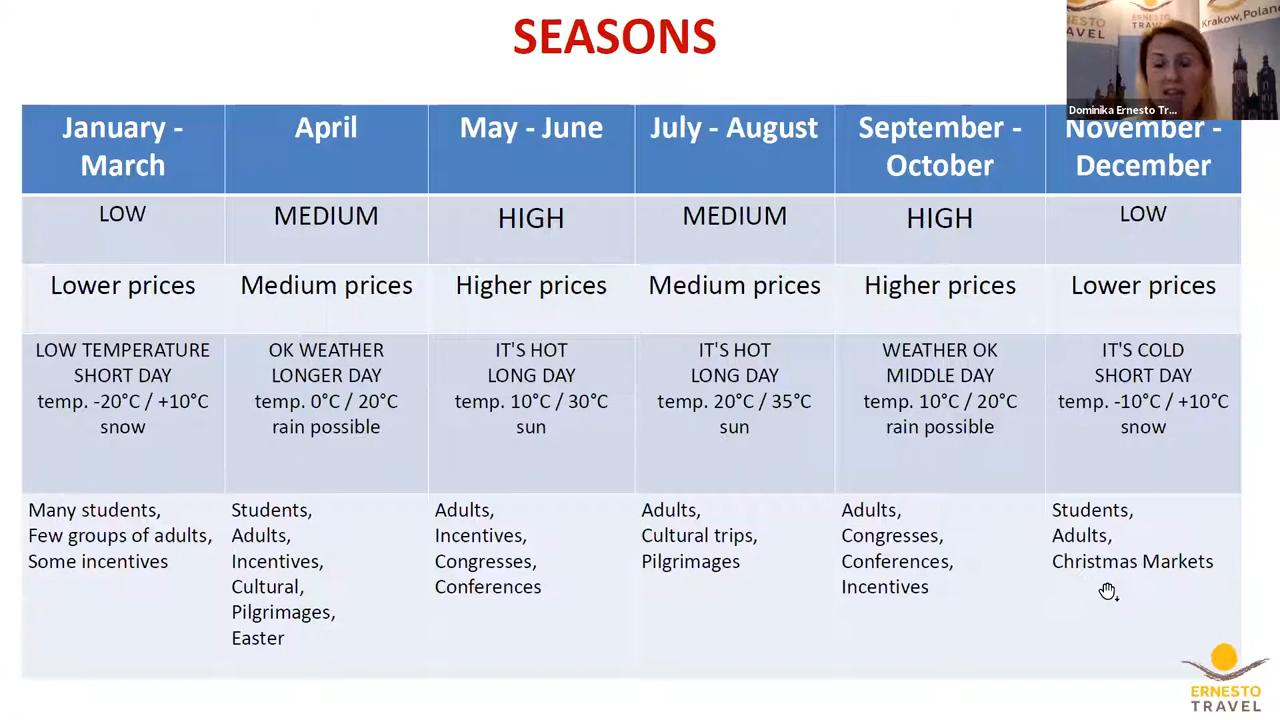 SEASONS
ERNESTO
TRAVEL
Krakow, Poland
Dominika Ernesto Tr...
January -
March
April
May - June
July - August
September -
October
November -
December
LOW
MEDIUM
HIGH
MEDIUM
HIGH
LOW
Lower prices
Medium prices
Higher prices
Medium prices
Higher prices
Lower prices
LOW TEMPERATURE
SHORT DAY
temp. -20°C / +10°C
snow
OK WEATHER
LONGER DAY
temp. 0°C / 20°C
rain possible
IT'S HOT
LONG DAY
temp. 10°C / 30°C
sun
IT'S HOT
LONG DAY
temp. 20°C / 35°C
sun
WEATHER OK
MIDDLE DAY
temp. 10°C / 20°C
rain possible
IT'S COLD
SHORT DAY
temp. -10°C / +10°C
snow
Many students,
Few groups of adults,
Some incentives
Students,
Adults,
Incentives,
Cultural,
Pilgrimages,
Easter
Adults,
Incentives,
Congresses,
Conferences
Adults,
Cultural trips,
Pilgrimages
Adults,
Congresses,
Conferences,
Incentives
Students,
Adults,
Christmas Markets
ERNESTO
TRAVEL